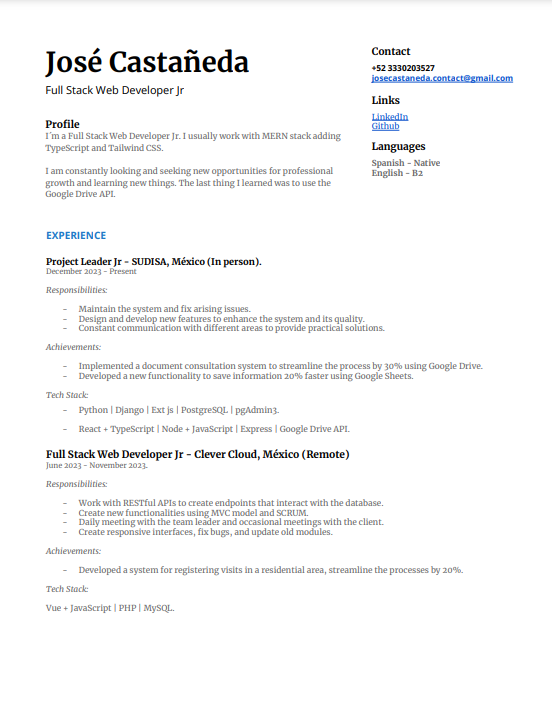 José Castañeda
Full Stack Web Developer Jr
Profile
I´m a Full Stack Web Developer Jr. I usually work with MERN stack adding
TypeScript and Tailwind CSS.
I am constantly looking and seeking new opportunities for professional
growth and learning new things. The last thing I learned was to use the
Google Drive API.
Contact
+52 3330203527
josecastaneda.contact@gmail.com
Links
LinkedIn
Github
Languages
Spanish - Native
English - B2
EXPERIENCE
Project Leader Jr - SUDISA, México (In person).
December 2023 - Present
Responsibilities:
- Maintain the system and fix arising issues.
- Design and develop new features to enhance the system and its quality.
- Constant communication with different areas to provide practical solutions.
Achievements:
- Implemented a document consultation system to streamline the process by 30% using Google Drive.
- Developed a new functionality to save information 20% faster using Google Sheets.
Tech Stack:
- Python | Django | Ext js | PostgreSQL | pgAdmin3.
- React + TypeScript | Node + JavaScript | Express | Google Drive API.
Full Stack Web Developer Jr - Clever Cloud, México (Remote)
June 2023 - November 2023.
Responsibilities:
- Work with RESTful APIs to create endpoints that interact with the database.
- Create new functionalities using MVC model and SCRUM.
- Daily meeting with the team leader and occasional meetings with the client.
- Create responsive interfaces, fix bugs, and update old modules.
Achievements:
- Developed a system for registering visits in a residential area, streamline the processes by 20%.
Tech Stack:
Vue + JavaScript | PHP | MySQL.